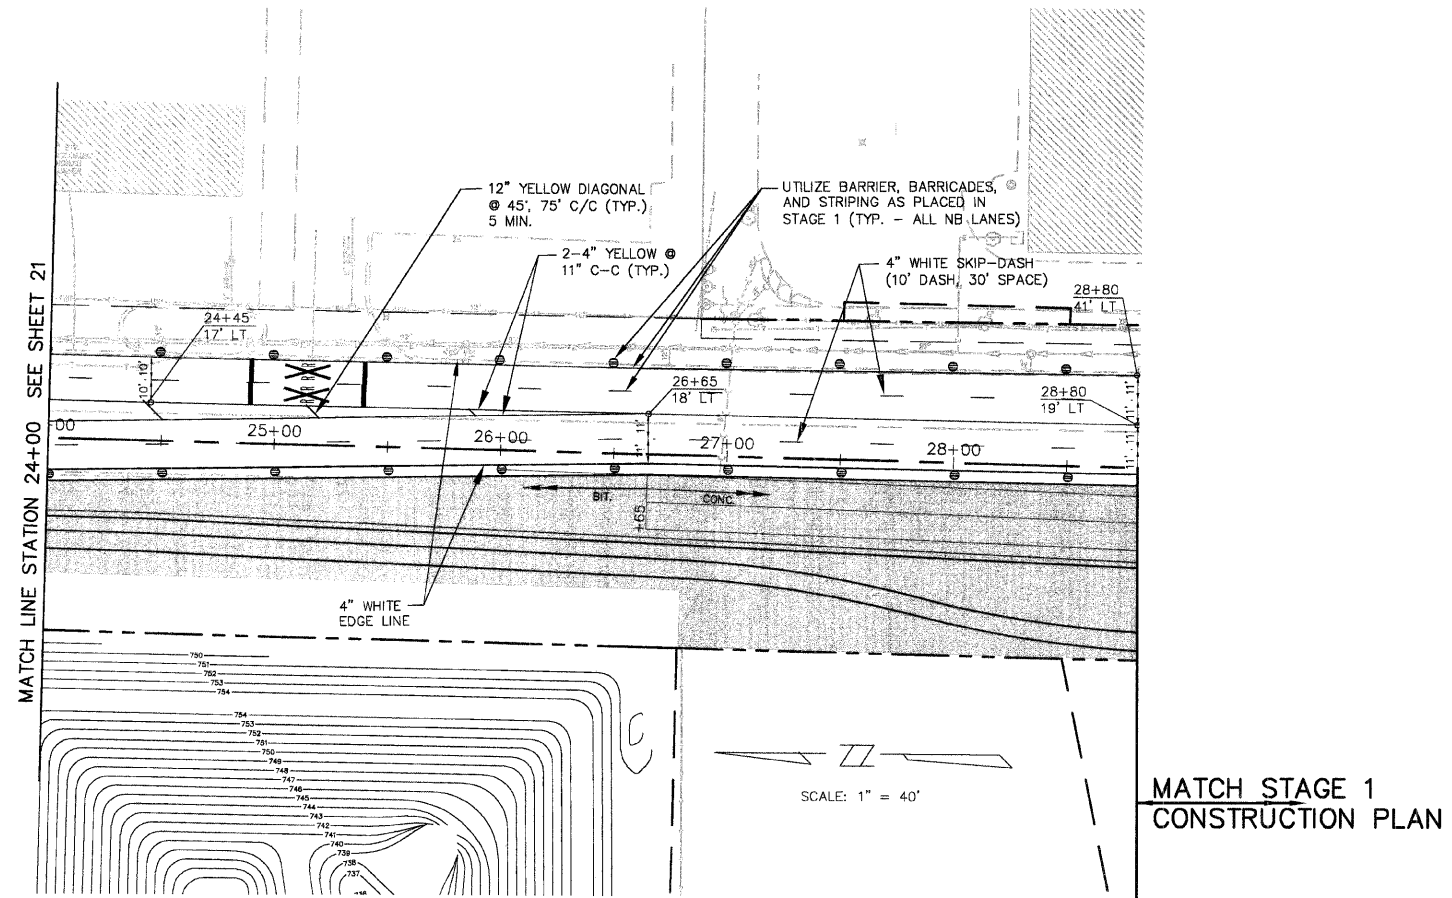 MATCH LINE STATION 24+00 SEE SHEET 21
12" YELLOW DIAGONAL
@ 45°, 75' C/C (TYP.)
5 MIN.
2-4" YELLOW @
11" C-C (TYP.)
UTILIZE BARRIER, BARRICADES,
AND STRIPING AS PLACED IN
STAGE 1 (TYP. - ALL NB LANES)
4" WHITE SKIP-DASH
(10' DASH, 30' SPACE)
28+80
41' LT
24+45
17' LT
10' 10'
RR RR
26+65
18' LT
28+80
19' LT
11' 11'
11' 11'
11' 11'
00
25+00
26+00
27+00
28+00
BIT.
CONC.
+65
4" WHITE
EDGE LINE
750
751
752
753
754
754
753
752
751
750
749
748
747
746
745
744
743
742
741
740
739
738
737
736
SCALE: 1" = 40'
MATCH STAGE 1
CONSTRUCTION PLAN